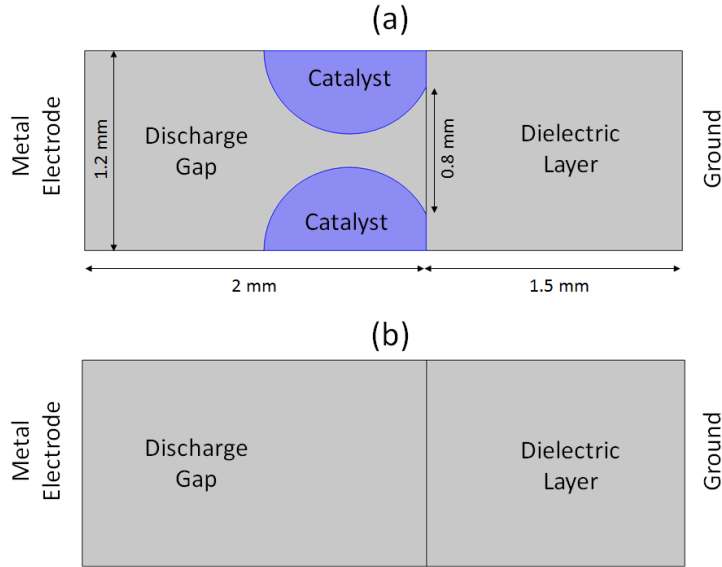 (a)
Metal
Electrode
1.2 mm
Discharge
Gap
Catalyst
Catalyst
0.8 mm
Dielectric
Layer
Ground
2 mm
1.5 mm
(b)
Metal
Electrode
Discharge
Gap
Dielectric
Layer
Ground